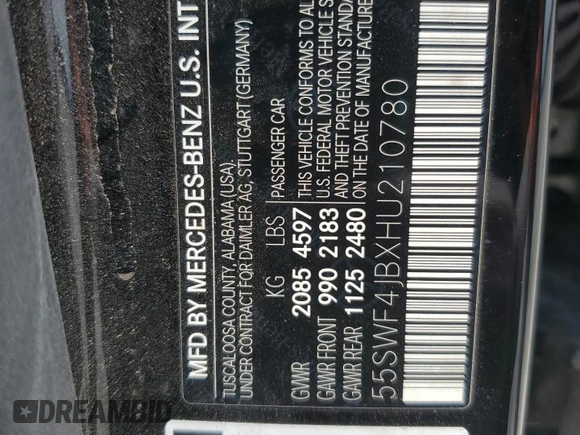 MFD BY MERCEDES-BENZ U.S. INT
TUSCALOOSA COUNTY, ALABAMA (USA),
UNDER CONTRACT FOR DAIMLER AG, STUTTGART (GERMANY)
KG LBS PASSENGER CAR
GVWR 2085 4597 THIS VEHICLE CONFORMS TO AL
GAWR FRONT 990 2183 U.S. FEDERAL MOTOR VEHICLE S
GAWR REAR 1125 2480 AND THEFT PREVENTION STANDA
ON THE DATE OF MANUFACTURE
55SWF4JBXHU210780
DREAMBID